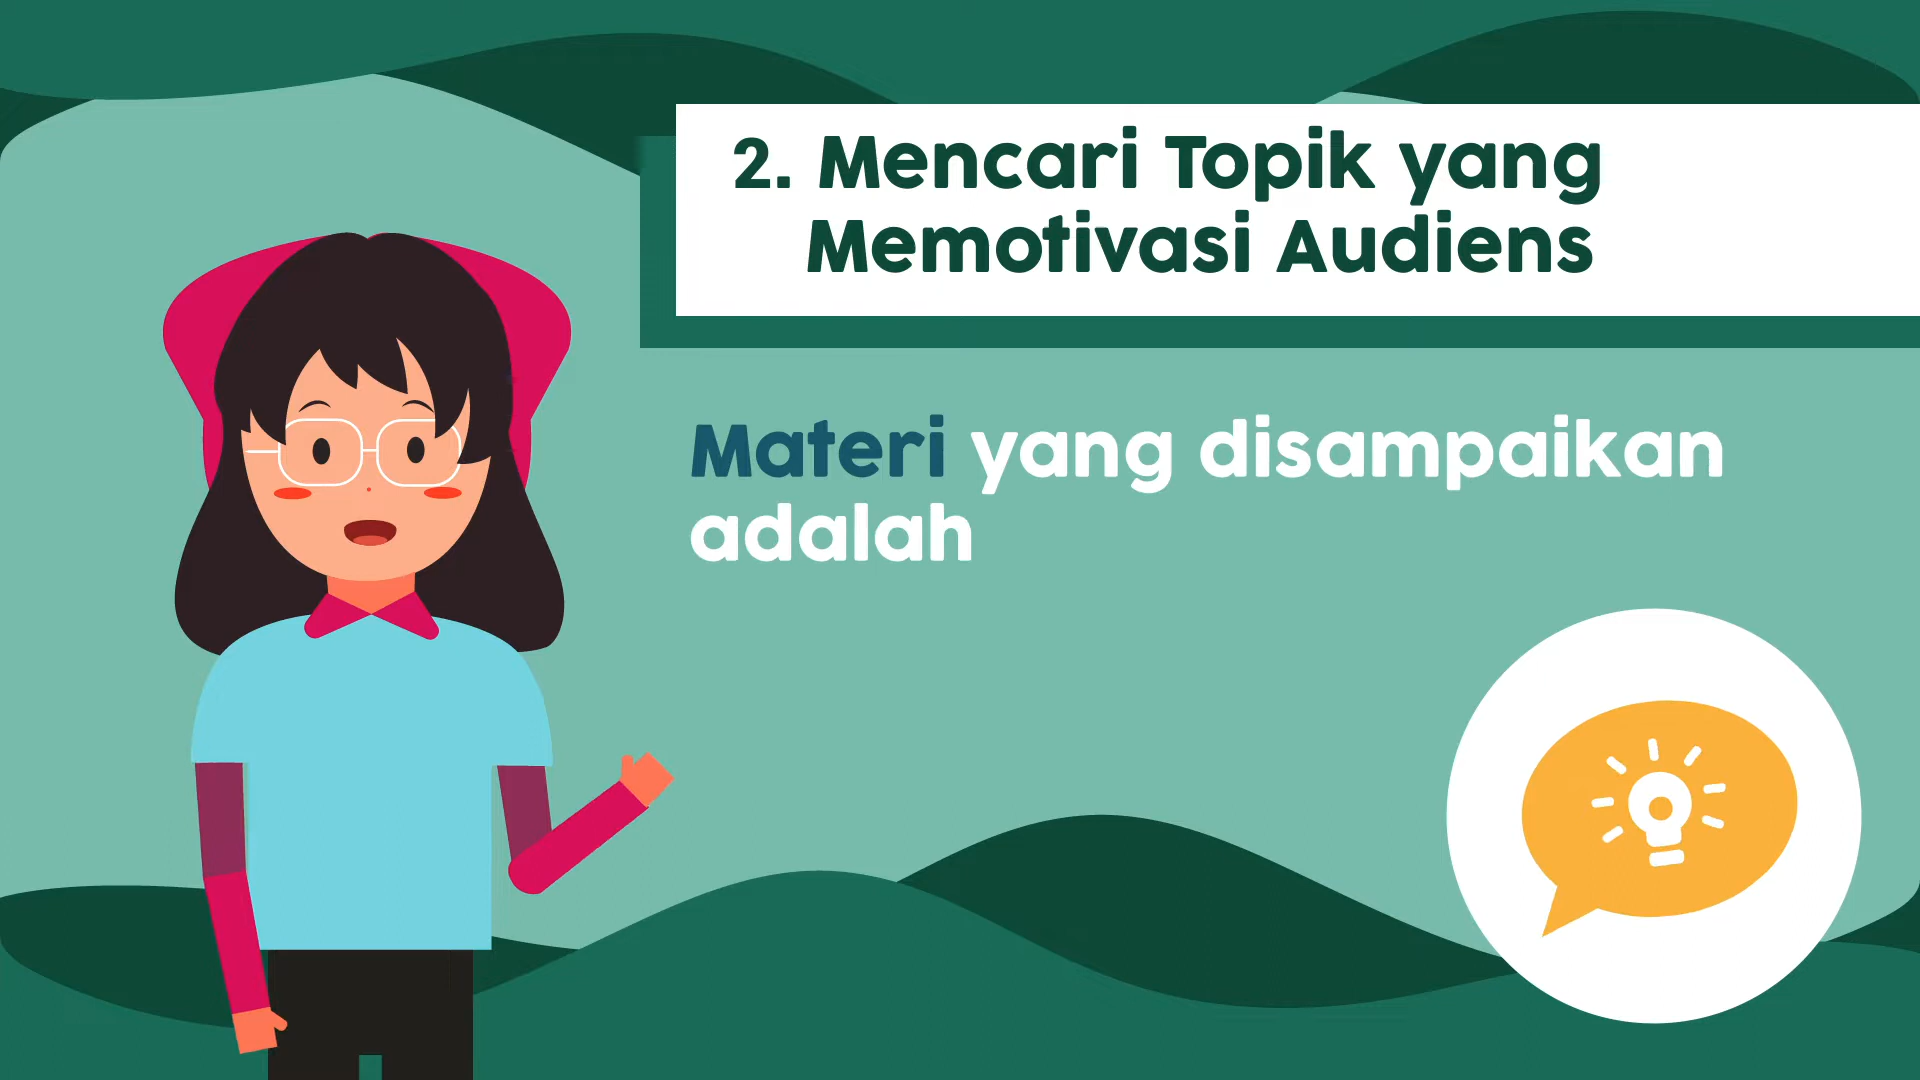 2. Mencari Topik yang
Memotivasi Audiens
Materi yang disampaikan
adalah